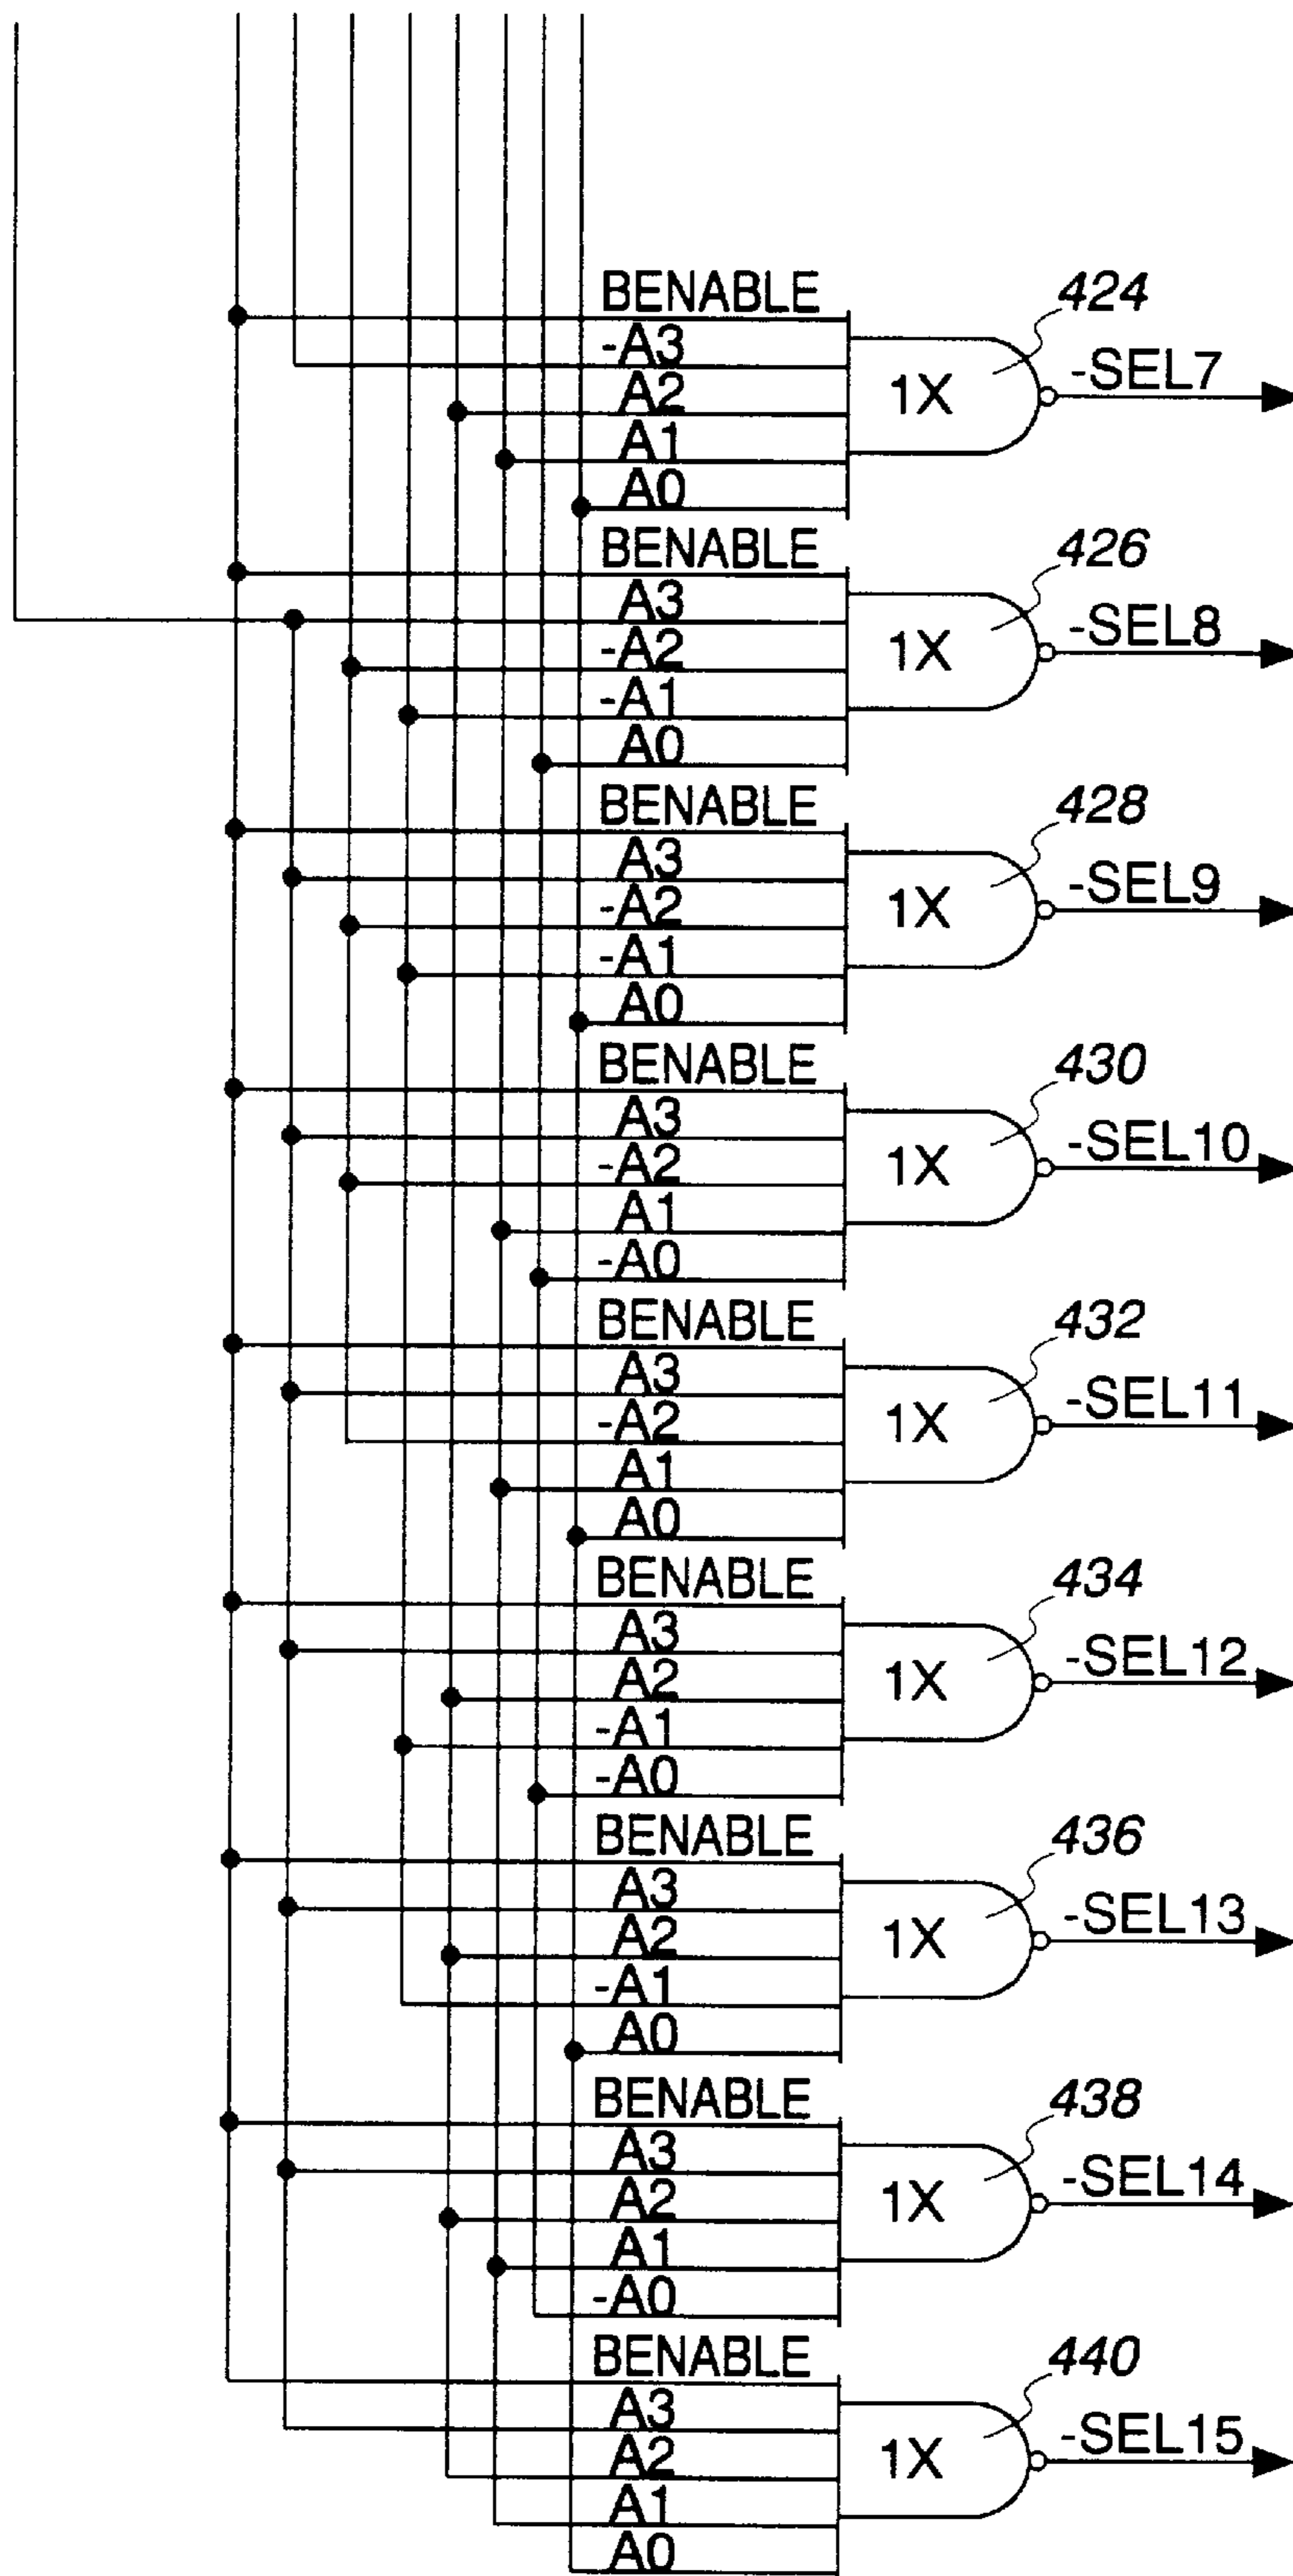 BENABLE
-A3
A2
A1
A0
1X
424
-SEL7
BENABLE
A3
-A2
-A1
A0
1X
426
-SEL8
BENABLE
A3
-A2
-A1
A0
1X
428
-SEL9
BENABLE
A3
-A2
A1
-A0
1X
430
-SEL10
BENABLE
A3
-A2
A1
A0
1X
432
-SEL11
BENABLE
A3
A2
-A1
-A0
1X
434
-SEL12
BENABLE
A3
A2
-A1
A0
1X
436
-SEL13
BENABLE
A3
A2
A1
-A0
1X
438
-SEL14
BENABLE
A3
A2
A1
A0
1X
440
-SEL15